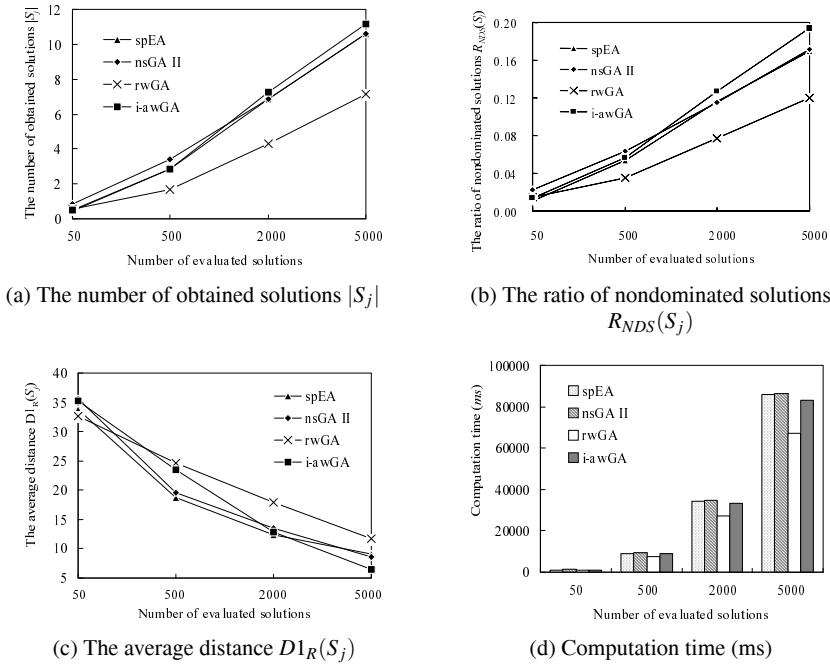 The number of obtained solutions |Sj|
12
10
8
6
4
2
0
spEA
nsGA II
rwGA
i-awGA
50 500 2000 5000
Number of evaluated solutions
(a) The number of obtained solutions |Sj|
The ratio of nondominated solutions RNDS(Sj)
0.20
0.16
0.12
0.08
0.04
0.00
spEA
nsGA II
rwGA
i-awGA
50 500 2000 5000
Number of evaluated solutions
(b) The ratio of nondominated solutions
RNDS(Sj)
The average distance D1R(Sj)
40
35
30
25
20
15
10
5
spEA
nsGA II
rwGA
i-awGA
50 500 2000 5000
Number of evaluated solutions
(c) The average distance D1R(Sj)
Computation time (ms)
100000
80000
60000
40000
20000
0
spEA
nsGA II
rwGA
i-awGA
50 500 2000 5000
Number of evaluated solutions
(d) Computation time (ms)